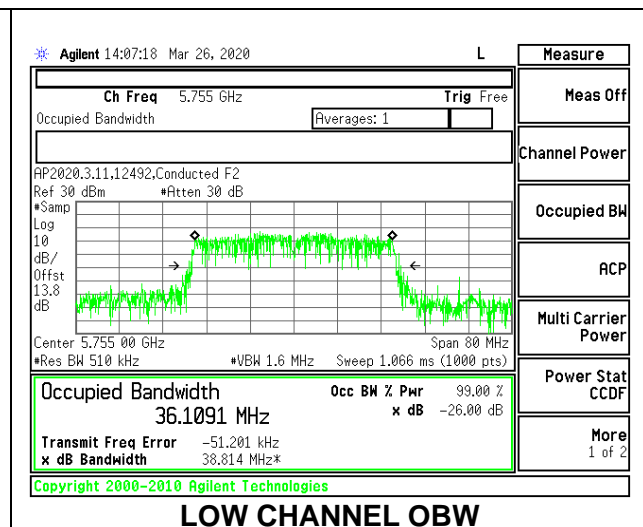 Agilent 14:07:18 Mar 26, 2020 L
Measure
Ch Freq 5.755 GHz Trig Free
Occupied Bandwidth Averages: 1
AP2020.3.11,12492,Conducted F2
Ref 30 dBm #Atten 30 dB
#Samp
Log
10
dB/
Offst
13.8
dB
Center 5.755 00 GHz Span 80 MHz
#Res BW 510 kHz #VBW 1.6 MHz Sweep 1.066 ms (1000 pts)
Occupied Bandwidth Occ BW % Pwr 99.00 %
36.1091 MHz x dB -26.00 dB
Transmit Freq Error -51.201 kHz
x dB Bandwidth 38.814 MHz*
Copyright 2000-2010 Agilent Technologies
Meas Off
Channel Power
Occupied BW
ACP
Multi Carrier
Power
Power Stat
CCDF
More
1 of 2
LOW CHANNEL OBW